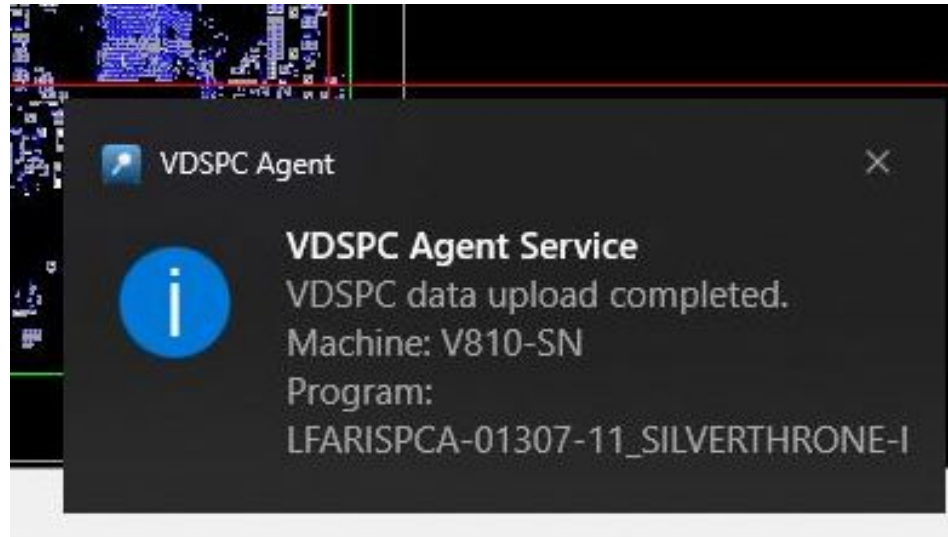 VDSPC Agent
VDSPC Agent Service
VDSPC data upload completed.
Machine: V810-SN
Program:
LFARISPCA-01307-11_SILVERTHRONE-I